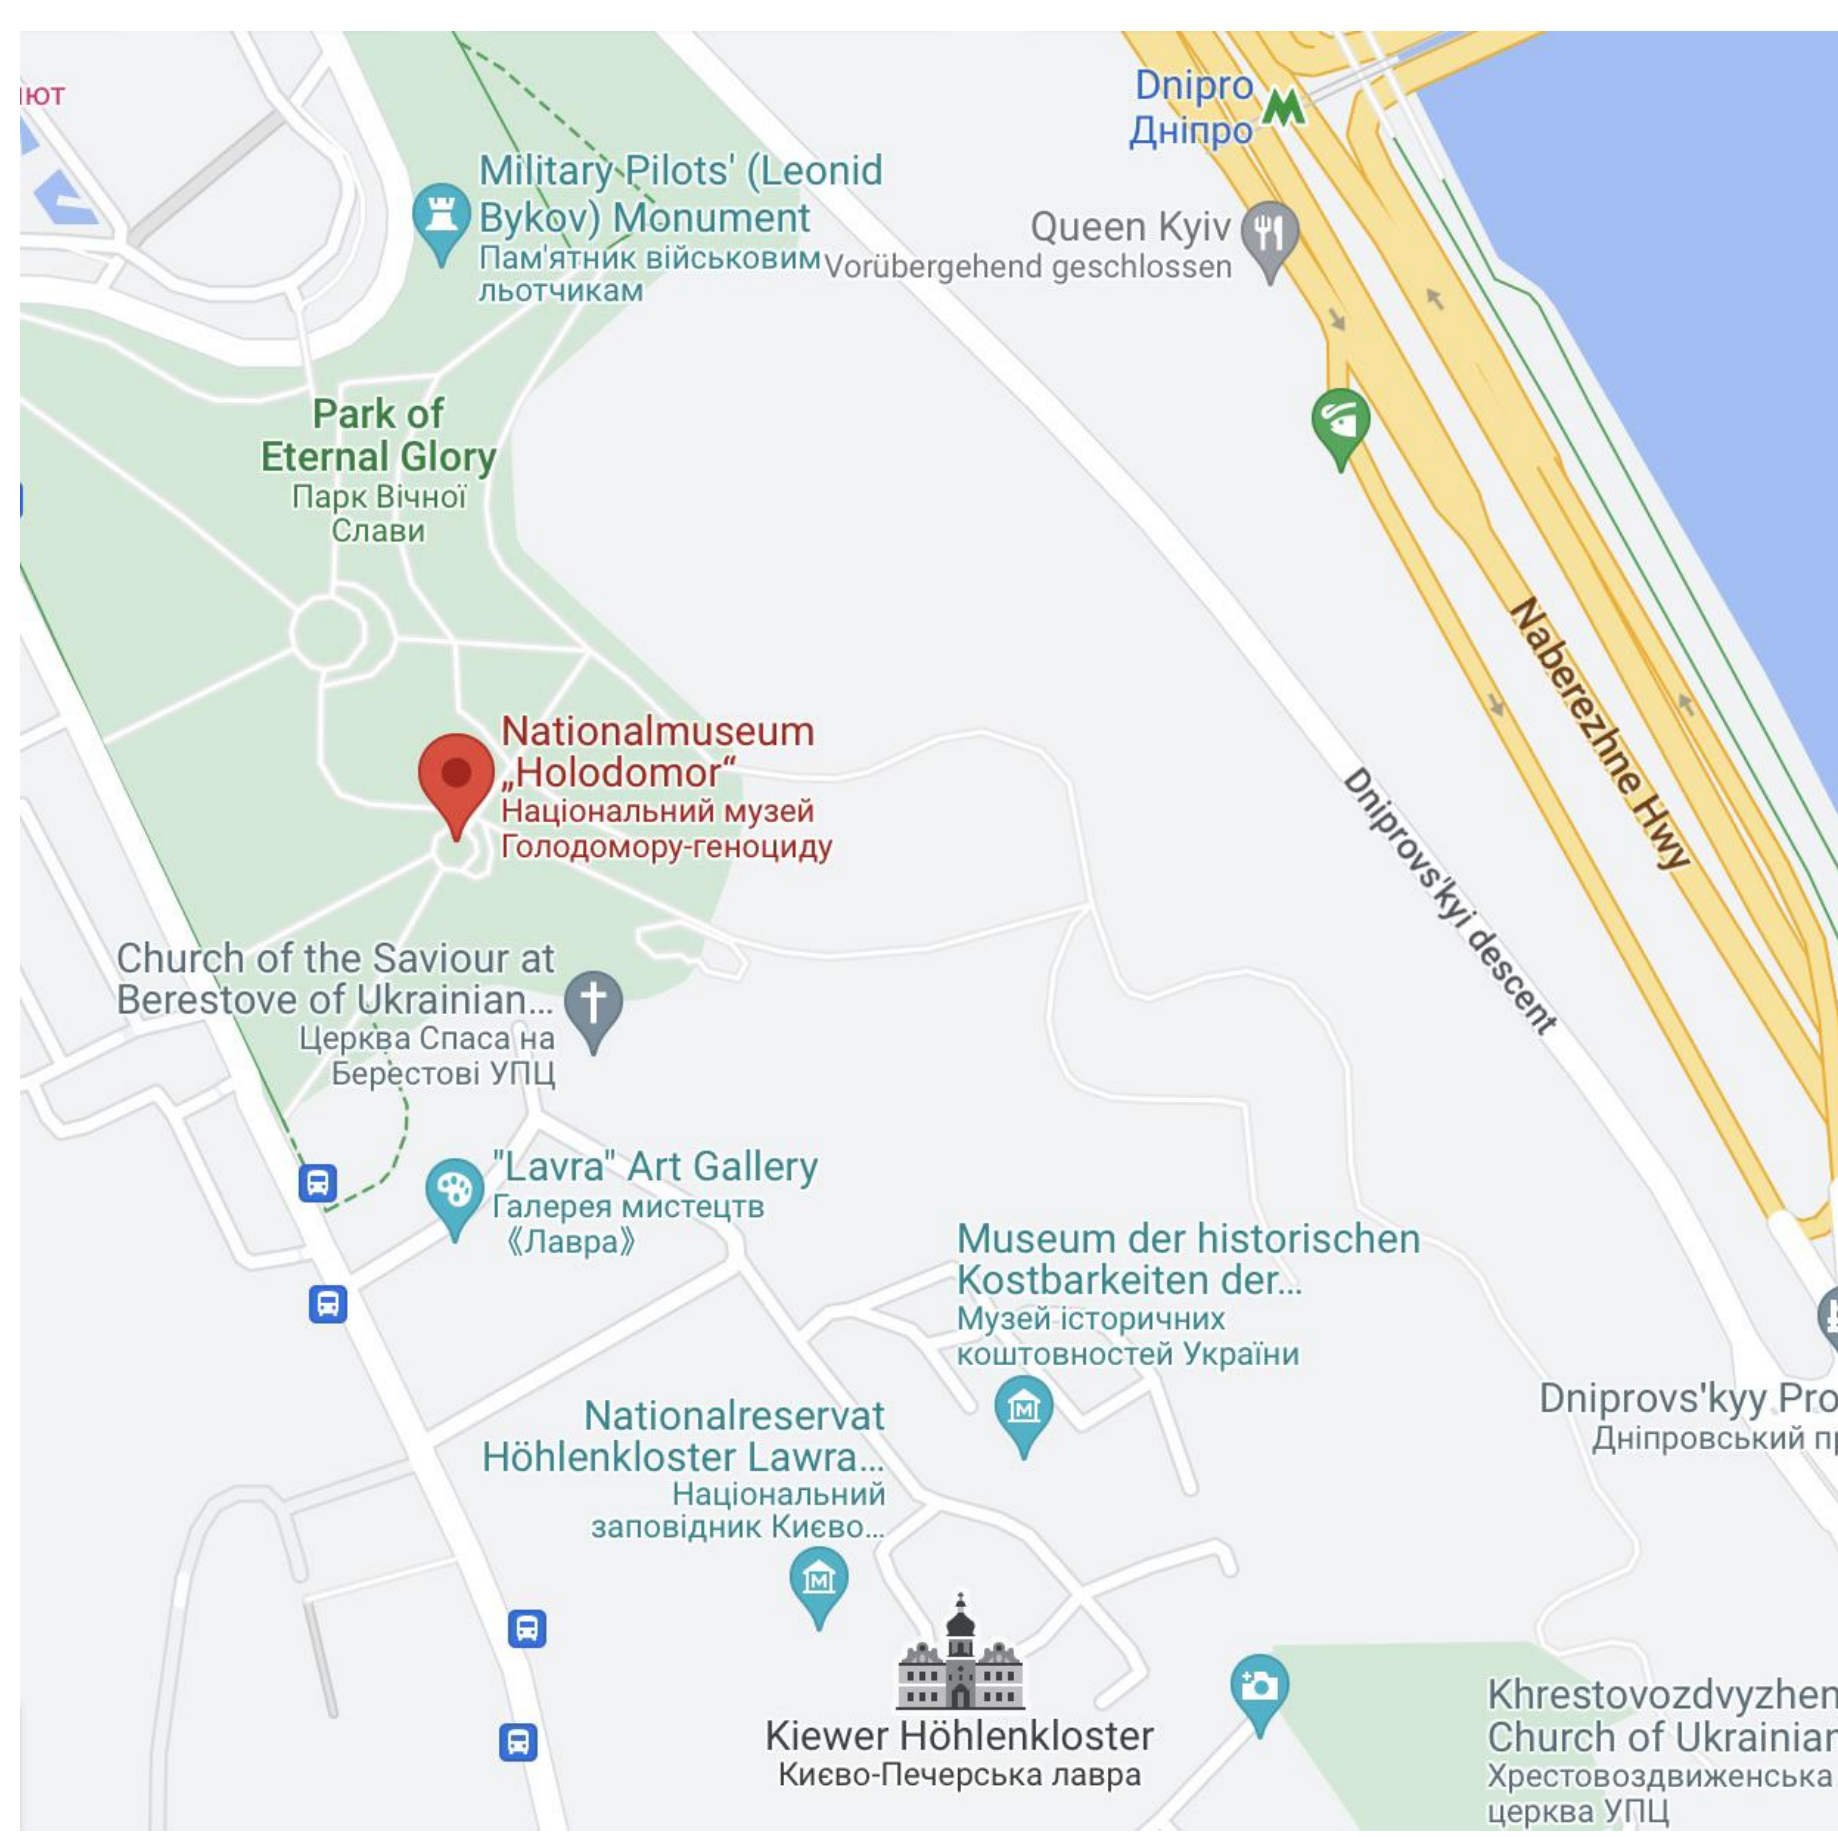 ют
Dnipro
Дніпро
Military Pilots' (Leonid
Bykov) Monument
Пам'ятник військовим
льотчикам
Queen Kyiv
Vorübergehend geschlossen
Park of
Eternal Glory
Парк Вічної
Слави
Naberezhne Hwy
Nationalmuseum
„Holodomor“
Національний музей
Голодомору-геноциду
Dniprovs'kyi descent
Church of the Saviour at
Berestove of Ukrainian...
Церква Спаса на
Берестові УПЦ
"Lavra" Art Gallery
Галерея мистецтв
《Лавра》
Museum der historischen
Kostbarkeiten der...
Музей історичних
коштовностей України
Dniprovs'kyy Pro
Дніпровський п
Nationalreservat
Höhlenkloster Lawra...
Національний
заповідник Києво...
Kiewer Höhlenkloster
Києво-Печерська лавра
Khrestovozdvyzhen
Church of Ukrainian
Хрестовоздвиженська
церква УПЦ